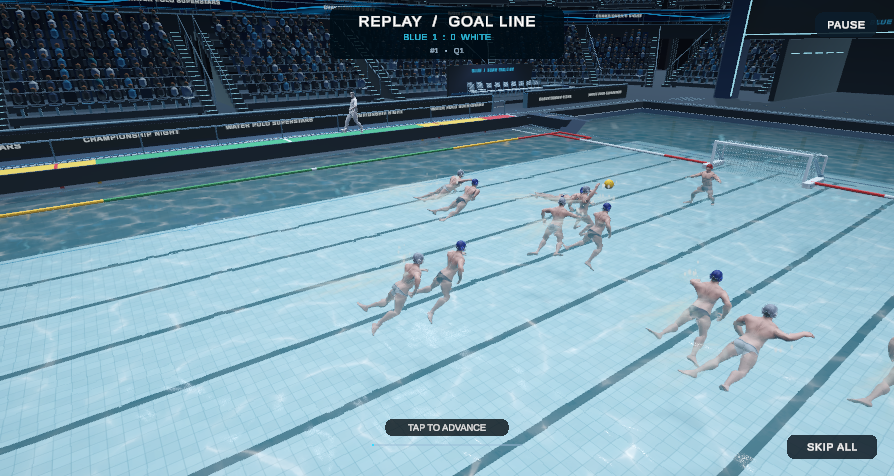 REPLAY / GOAL LINE
BLUE 1 : 0 WHITE
#1 • Q1
PAUSE
CHAMPIONSHIP NIGHT
WATER POLO SUPERSTARS
TAP TO ADVANCE
SKIP ALL